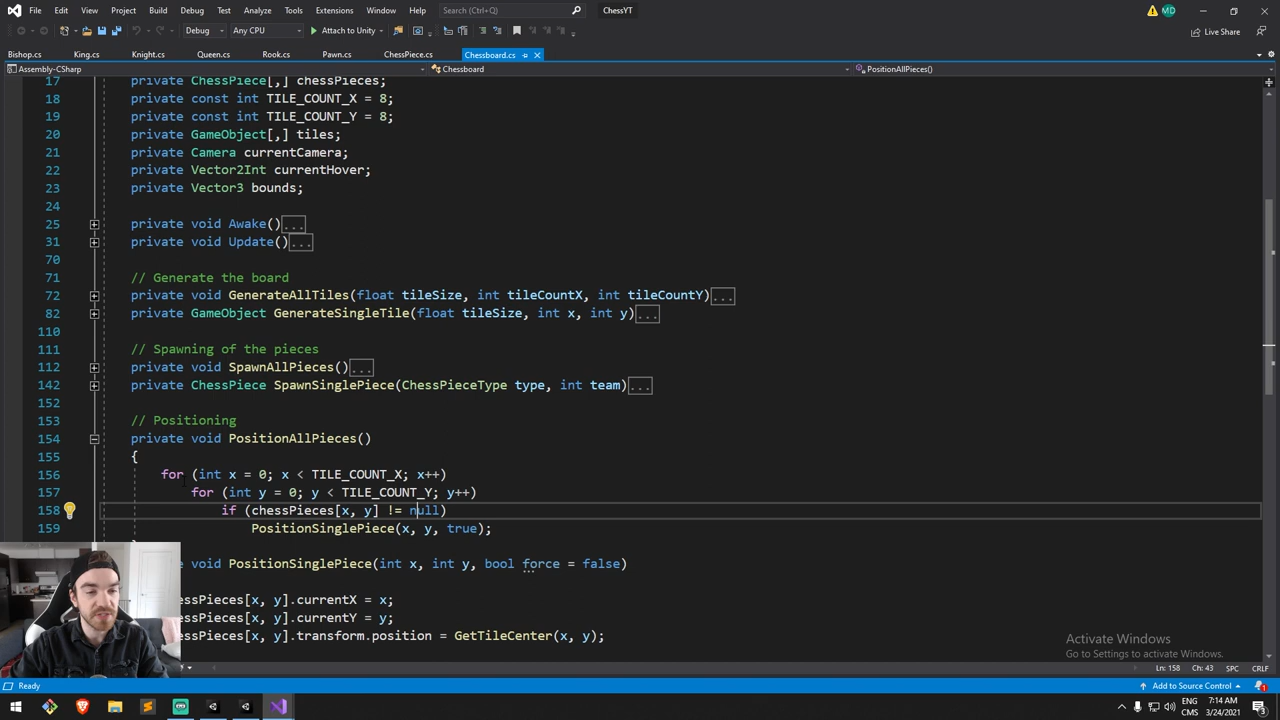 File Edit View Project Build Debug Test Analyze Tools Extensions Window Help Search (Ctrl+Q) ChessYT MD
Debug Any CPU Attach to Unity Live Share
Bishop.cs King.cs Knight.cs Queen.cs Rook.cs Pawn.cs ChessPiece.cs Chessboard.cs
Assembly-CSharp Chessboard PositionAllPieces()
17 private ChessPiece[,] chessPieces;
18 private const int TILE_COUNT_X = 8;
19 private const int TILE_COUNT_Y = 8;
20 private GameObject[,] tiles;
21 private Camera currentCamera;
22 private Vector2Int currentHover;
23 private Vector3 bounds;
25 private void Awake()...
31 private void Update()...
70
71 // Generate the board
72 private void GenerateAllTiles(float tileSize, int tileCountX, int tileCountY)...
82 private GameObject GenerateSingleTile(float tileSize, int x, int y)...
110
111 // Spawning of the pieces
112 private void SpawnAllPieces()...
142 private ChessPiece SpawnSinglePiece(ChessPieceType type, int team)...
152
153 // Positioning
154 private void PositionAllPieces()
155 {
156 for (int x = 0; x < TILE_COUNT_X; x++)
157 for (int y = 0; y < TILE_COUNT_Y; y++)
158 if (chessPieces[x, y] != null)
159 PositionSinglePiece(x, y, true);
void PositionSinglePiece(int x, int y, bool force = false)
essPieces[x, y].currentX = x;
essPieces[x, y].currentY = y;
essPieces[x, y].transform.position = GetTileCenter(x, y);
Activate Windows
Go to Settings to activate Windows.
Ln: 158 Ch: 43 SPC CRLF
Ready Add to Source Control 1
ENG 7:14 AM
CMS 3/24/2021 3